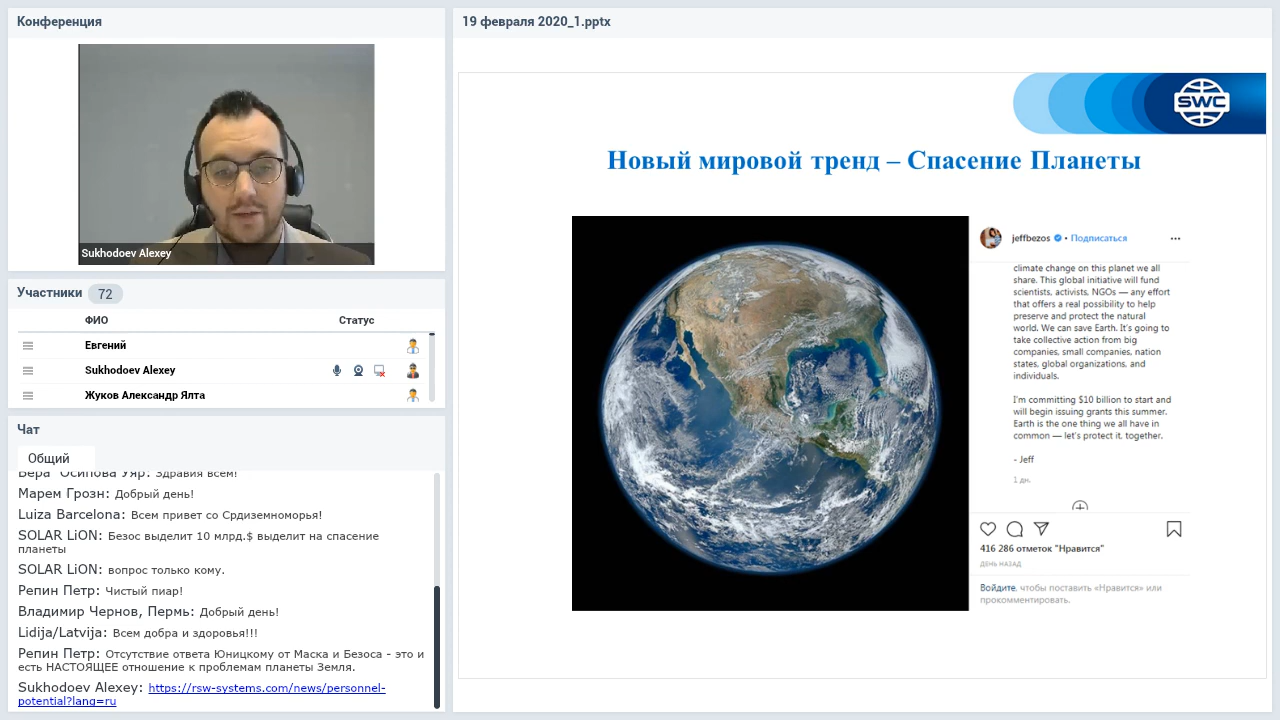 Конференция
Sukhodoev Alexey
Участники 72
ФИО Статус
Евгений
Sukhodoev Alexey
Жуков Александр Ялта
Чат
Общий
Вера Осипова Уяр: Здравия всем!
Марем Грозн: Добрый день!
Luiza Barcelona: Всем привет со Срдиземноморья!
SOLAR LiON: Безос выделит 10 млрд.$ выделит на спасение
планеты
SOLAR LiON: вопрос только кому.
Репин Петр: Чистый пиар!
Владимир Чернов, Пермь: Добрый день!
Lidija/Latvija: Всем добра и здоровья!!!
Репин Петр: Отсутствие ответа Юницкому от Маска и Безоса - это и
есть НАСТОЯЩЕЕ отношение к проблемам планеты Земля.
Sukhodoev Alexey: https://rsw-systems.com/news/personnel-
potential?lang=ru
19 февраля 2020_1.pptx
SWC
Новый мировой тренд – Спасение Планеты
jeffbezos • Подписаться
climate change on this planet we all
share. This global initiative will fund
scientists, activists, NGOs — any effort
that offers a real possibility to help
preserve and protect the natural
world. We can save Earth. It's going to
take collective action from big
companies, small companies, nation
states, global organizations, and
individuals.
I'm committing $10 billion to start and
will begin issuing grants this summer.
Earth is the one thing we all have in
common — let's protect it, together.
- Jeff
1 дн.
416 286 отметок "Нравится"
ДЕНЬ НАЗАД
Войдите, чтобы поставить «Нравится» или
прокомментировать.